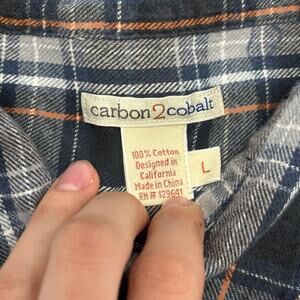 carbon2cobalt
100% Cotton
Designed in
California
Made in China
RN # 129641
L